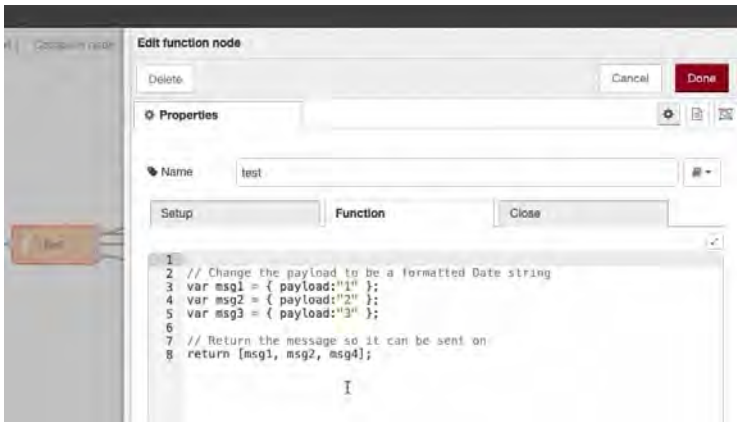 Edit function node
Delete
Cancel
Done
Properties
Name
test
Setup
Function
Close
1
2 // Change the payload to be a formatted Date string
3 var msg1 = { payload:"1" };
4 var msg2 = { payload:"2" };
5 var msg3 = { payload:"3" };
6
7 // Return the message so it can be sent on
8 return [msg1, msg2, msg4];